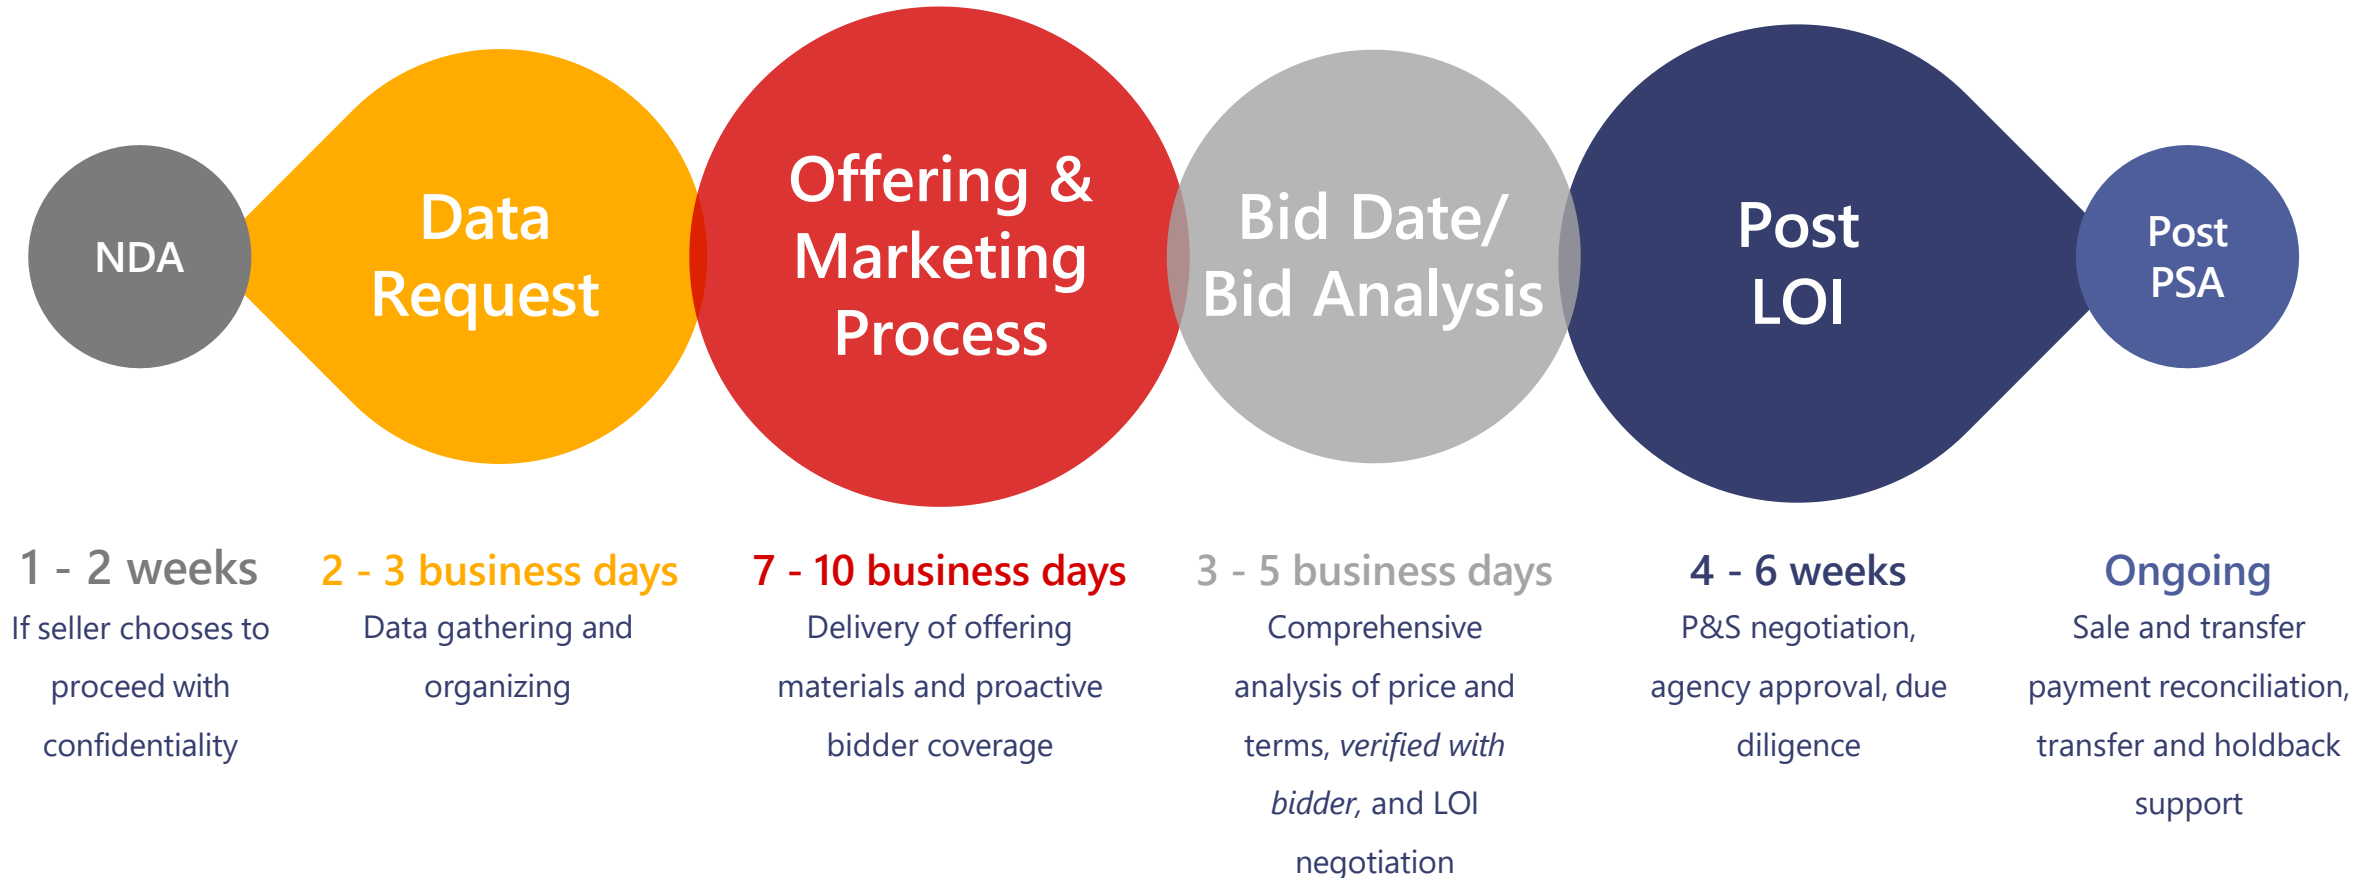 NDA
Data
Request
Offering &
Marketing
Process
Bid Date/
Bid Analysis
Post
LOI
Post
PSA
1 - 2 weeks
If seller chooses to
proceed with
confidentiality
2 - 3 business days
Data gathering and
organizing
7 - 10 business days
Delivery of offering
materials and proactive
bidder coverage
3 - 5 business days
Comprehensive
analysis of price and
terms, verified with
bidder, and LOI
negotiation
4 - 6 weeks
P&S negotiation,
agency approval, due
diligence
Ongoing
Sale and transfer
payment reconciliation,
transfer and holdback
support